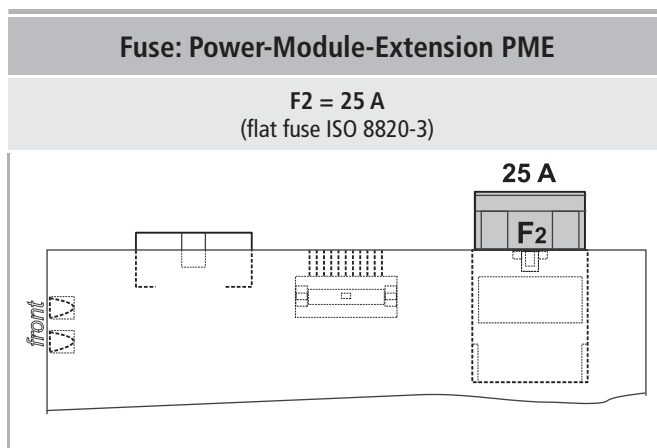 Fuse: Power-Module-Extension PME
F2 = 25 A
(flat fuse ISO 8820-3)
25 A
F2
front